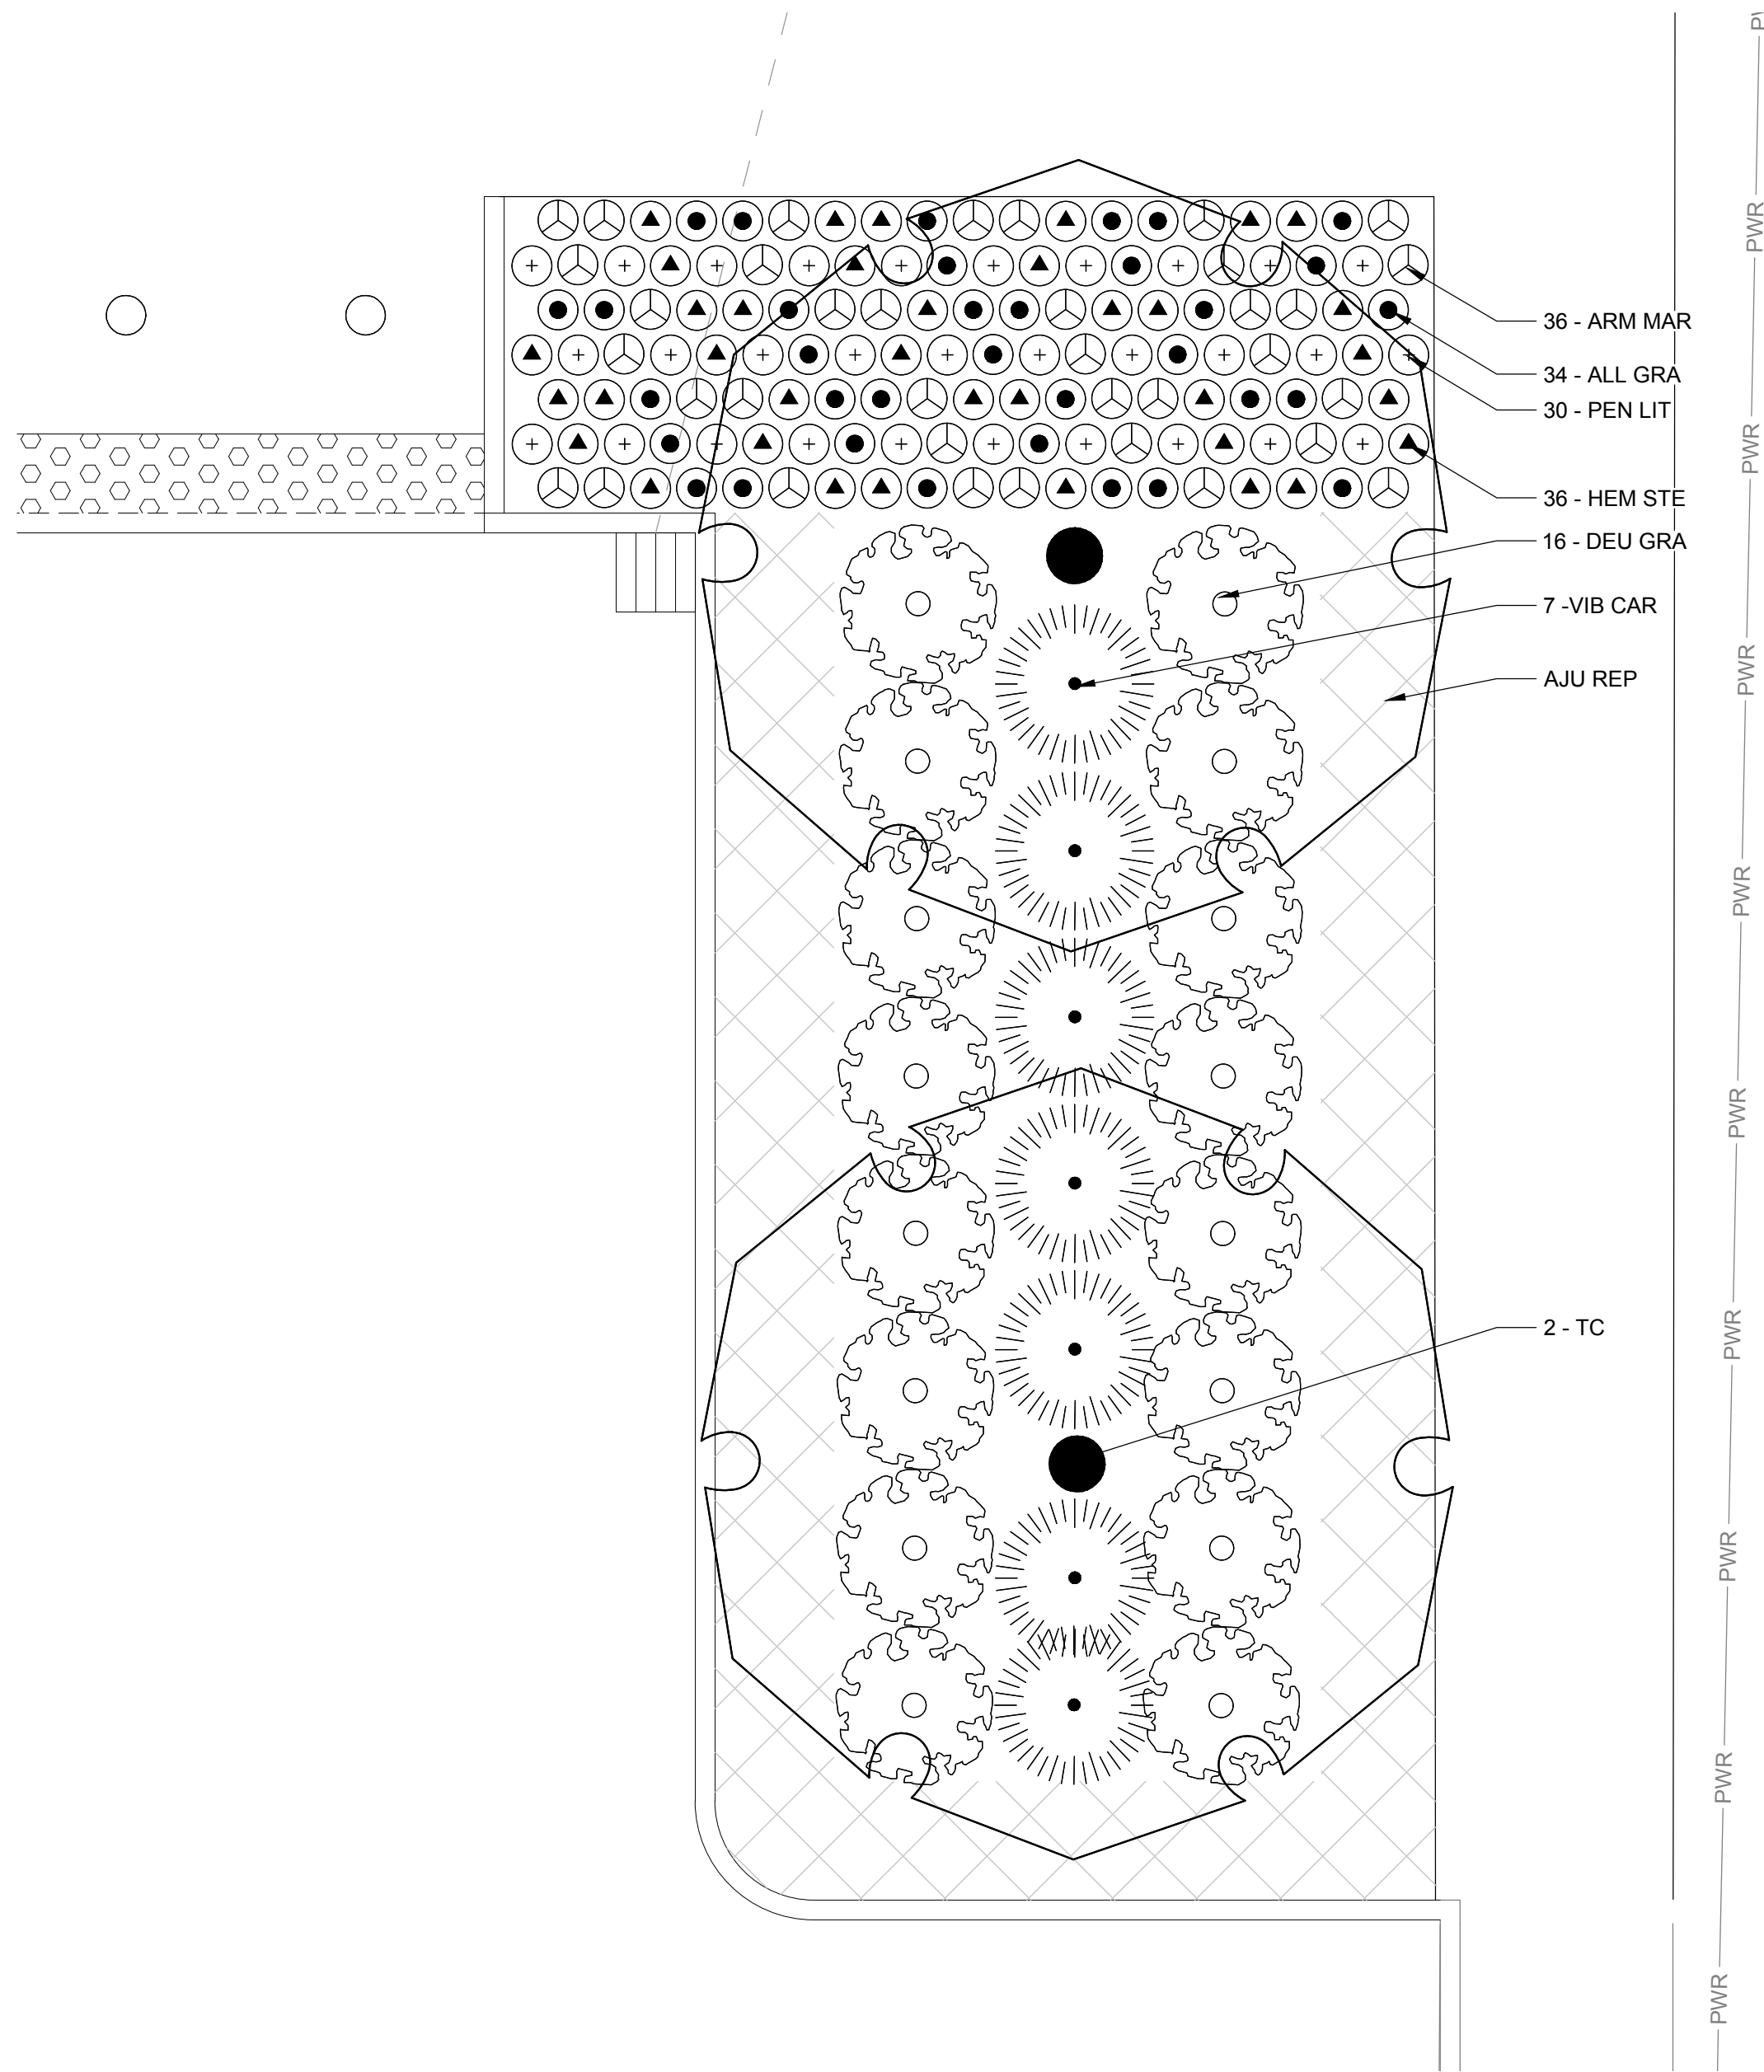 PWR
36 - ARM MAR
34 - ALL GRA
30 - PEN LIT
PWR
36 - HEM STE
16 - DEU GRA
7 -VIB CAR
PWR
AJU REP
PWR
PWR
2 - TC
PWR
PWR
PWR
PWR